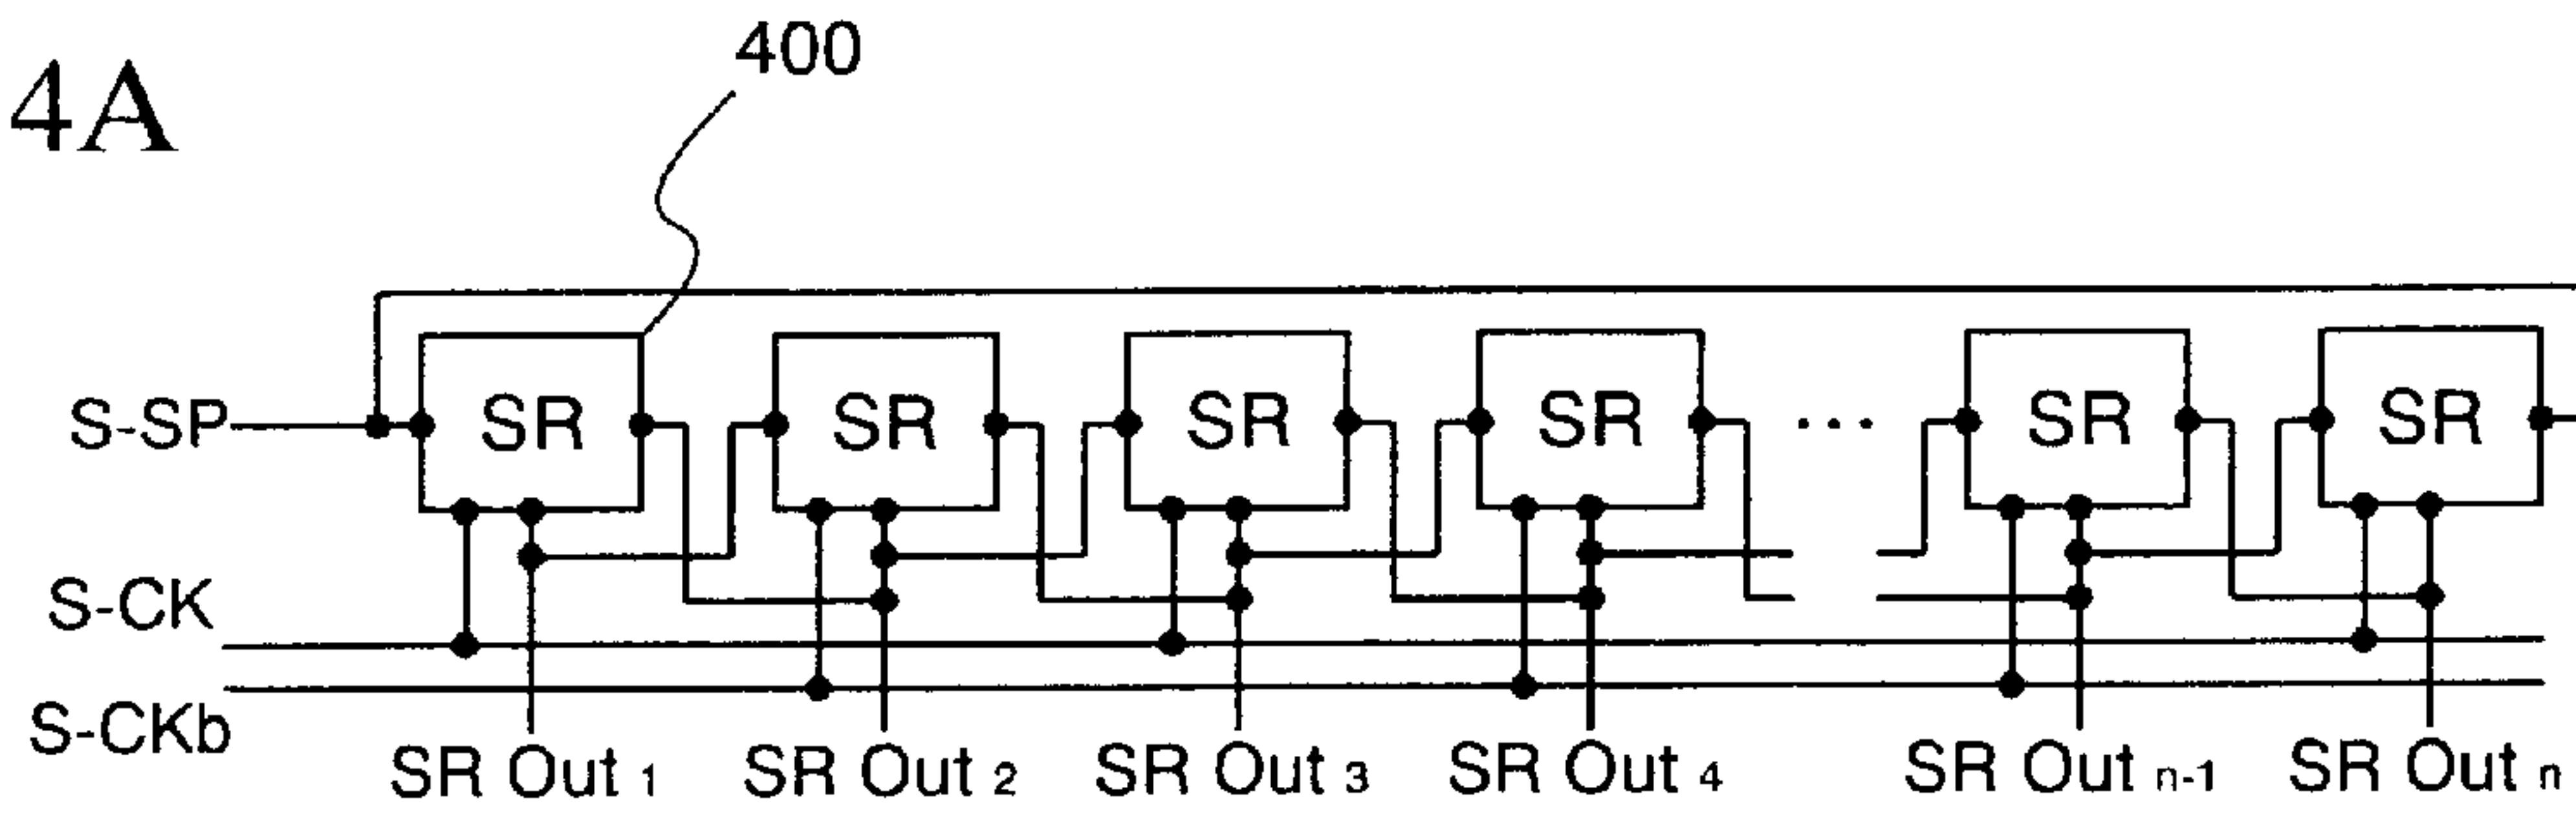 4A
400
S-SP
SR SR SR SR ... SR SR
S-CK
S-CKb
SR Out 1 SR Out 2 SR Out 3 SR Out 4 SR Out n-1 SR Out n